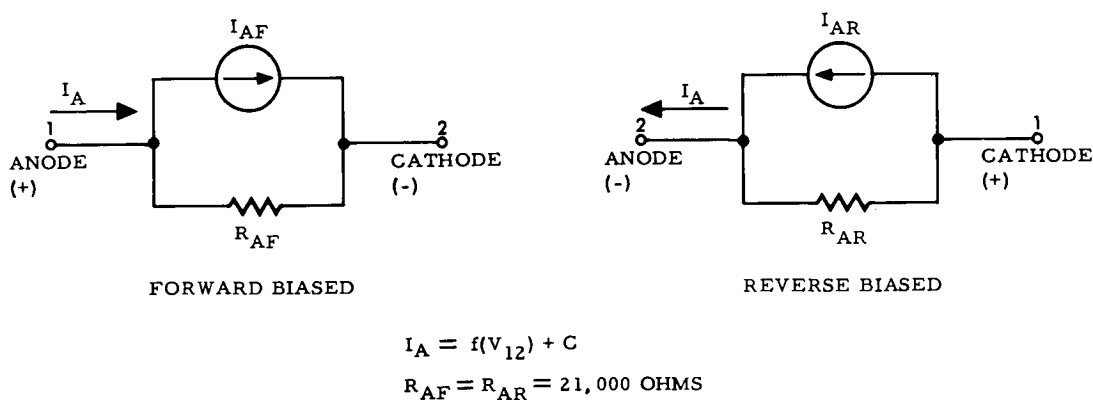 I_AF
I_A
1
ANODE
(+)
2
CATHODE
(-)
R_AF
FORWARD BIASED
I_AR
I_A
2
ANODE
(-)
1
CATHODE
(+)
R_AR
REVERSE BIASED
I_A = f(V_12) + C
R_AF = R_AR = 21,000 OHMS